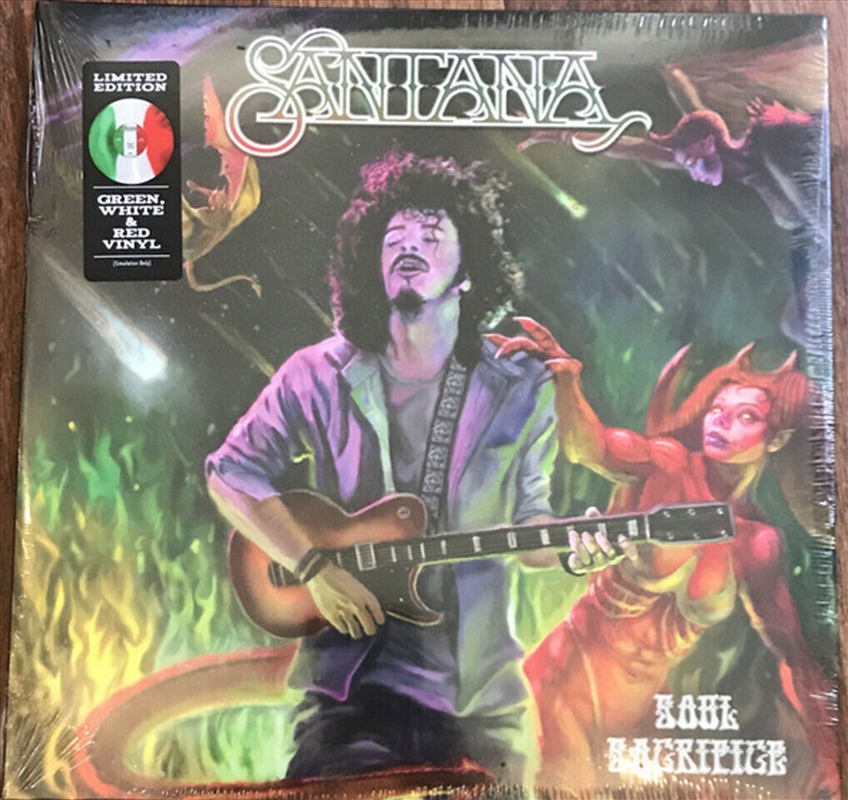 SANTANA
LIMITED
EDITION
GREEN,
WHITE
&
RED
VINYL
(Simulation Only)
SOUL
SACRIFICE